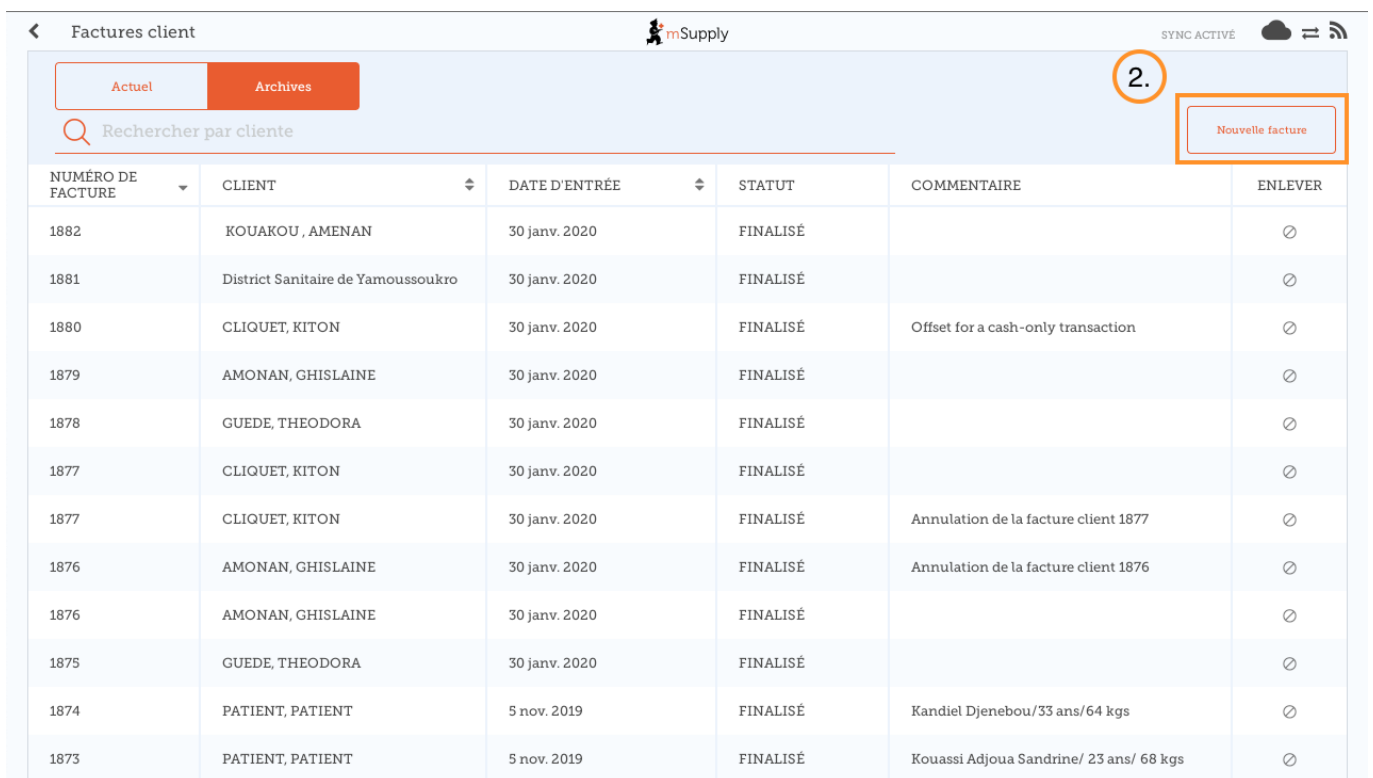 Factures client
mSupply
SYNC ACTIVÉ
Actuel Archives
2.
Rechercher par cliente
Nouvelle facture
NUMÉRO DE
FACTURE CLIENT DATE D'ENTRÉE STATUT COMMENTAIRE ENLEVER
1882 KOUAKOU , AMENAN 30 janv. 2020 FINALISÉ
1881 District Sanitaire de Yamoussoukro 30 janv. 2020 FINALISÉ
1880 CLIQUET, KITON 30 janv. 2020 FINALISÉ Offset for a cash-only transaction
1879 AMONAN, GHISLAINE 30 janv. 2020 FINALISÉ
1878 GUEDE, THEODORA 30 janv. 2020 FINALISÉ
1877 CLIQUET, KITON 30 janv. 2020 FINALISÉ
1877 CLIQUET, KITON 30 janv. 2020 FINALISÉ Annulation de la facture client 1877
1876 AMONAN, GHISLAINE 30 janv. 2020 FINALISÉ Annulation de la facture client 1876
1876 AMONAN, GHISLAINE 30 janv. 2020 FINALISÉ
1875 GUEDE, THEODORA 30 janv. 2020 FINALISÉ
1874 PATIENT, PATIENT 5 nov. 2019 FINALISÉ Kandiel Djenebou/33 ans/64 kgs
1873 PATIENT, PATIENT 5 nov. 2019 FINALISÉ Kouassi Adjoua Sandrine/ 23 ans/ 68 kgs